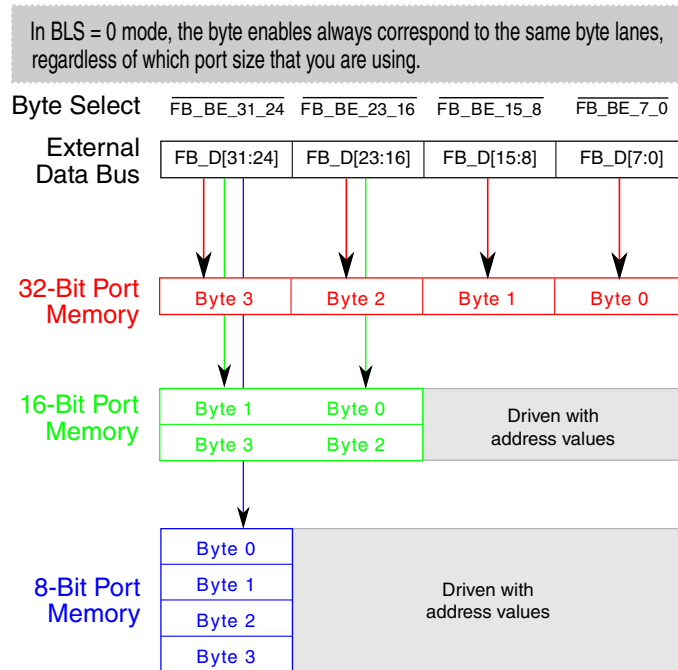 In BLS = 0 mode, the byte enables always correspond to the same byte lanes,
regardless of which port size that you are using.
Byte Select FB_BE_31_24 FB_BE_23_16 FB_BE_15_8 FB_BE_7_0
External
Data Bus
FB_D[31:24] FB_D[23:16] FB_D[15:8] FB_D[7:0]
32-Bit Port
Memory
Byte 3 Byte 2 Byte 1 Byte 0
16-Bit Port
Memory
Byte 1 Byte 0
Byte 3 Byte 2
Driven with
address values
8-Bit Port
Memory
Byte 0
Byte 1
Byte 2
Byte 3
Driven with
address values